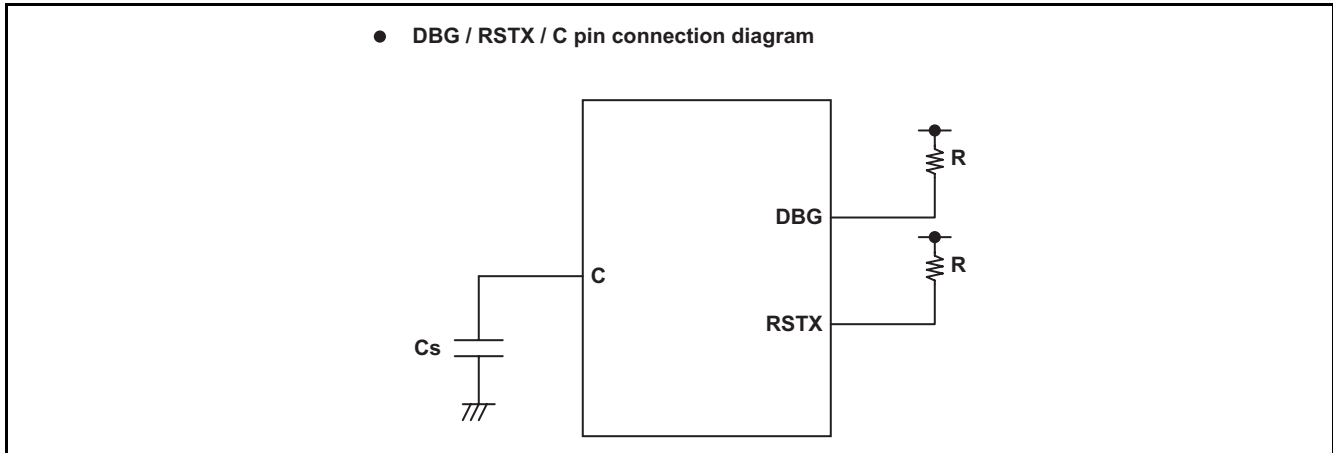 ● DBG / RSTX / C pin connection diagram
R
DBG
R
C
RSTX
Cs